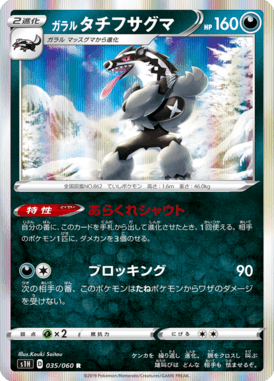 2進化
ガラル タチフサグマ
HP 160
ガラル マッスグマから進化
全国図鑑NO.862 ていしポケモン 高さ:1.6m 重さ:46.0kg
特性 あらくれシャウト
自分の番に、このカードを手札から出して進化させたとき、1回使える。相手
のポケモン1匹に、ダメカンを3個のせる。
ブロッキング 90
次の相手の番、このポケモンはたねポケモンからワザのダメージを受け
ない。
弱点 ×2 抵抗力 にげる
Illus.Kouki Saitou
S1H D 035/060 R
ケンカを
©2019 Pokémon/Nintendo/Creatures/GAME FREAK